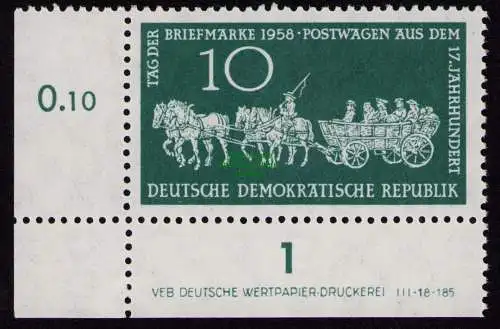 TAG DER BRIEFMARKE 1958 · POSTWAGEN AUS DEM 17. JAHRHUNDERT
10
0.10
DEUTSCHE DEMOKRATISCHE REPUBLIK
1
VEB DEUTSCHE WERTPAPIER-DRUCKEREI III-18-185